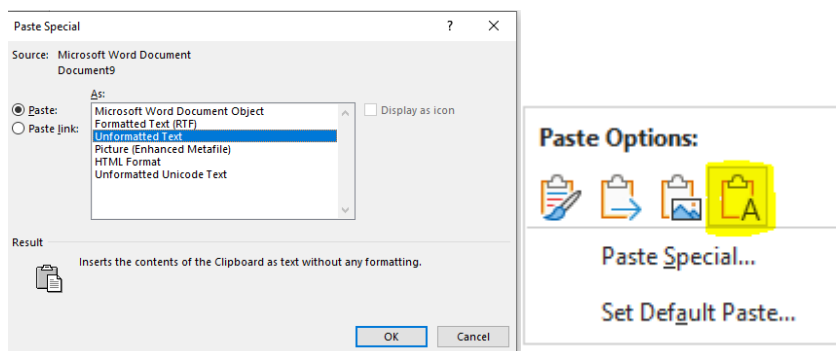 Paste Special
? ×
Source: Microsoft Word Document
Document9
As:
Paste:
Paste link:
Microsoft Word Document Object
Formatted Text (RTF)
Unformatted Text
Picture (Enhanced Metafile)
HTML Format
Unformatted Unicode Text
Display as icon
Result
Inserts the contents of the Clipboard as text without any formatting.
OK Cancel
Paste Options:
A
Paste Special...
Set Default Paste...